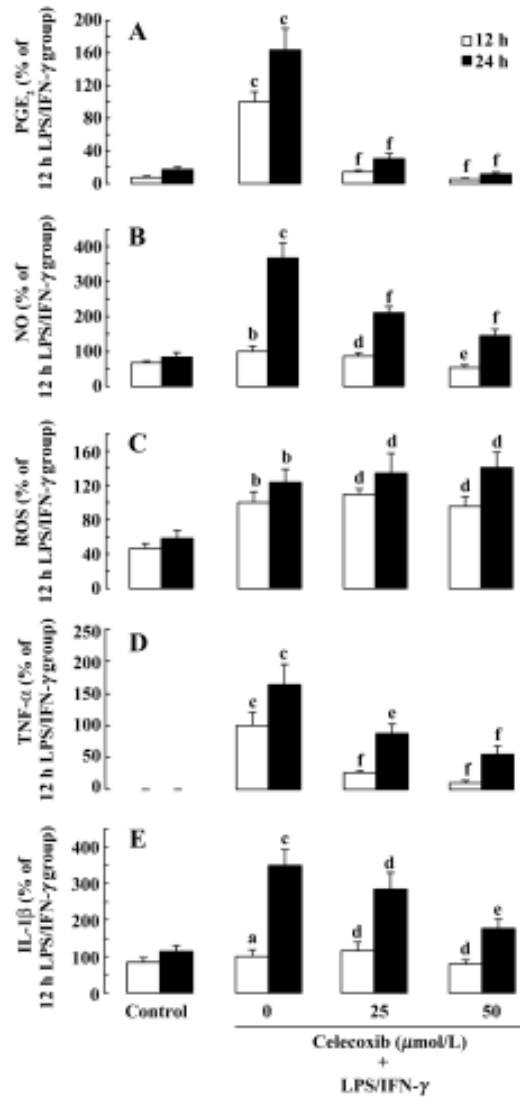 A
PGE2 (% of
12 h LPS/IFN-γ group)
200
160
120
80
40
0
c
c
f
f
f
f
12 h
24 h
B
NO (% of
12 h LPS/IFN-γ group)
400
300
200
100
0
b
c
d
f
e
f
C
ROS (% of
12 h LPS/IFN-γ group)
160
120
80
40
0
b
b
d
d
d
d
D
TNF-α (% of
12 h LPS/IFN-γ group)
250
200
150
100
50
0
c
c
f
e
f
f
E
IL-1β (% of
12 h LPS/IFN-γ group)
400
300
200
100
0
a
c
d
d
d
e
Control 0 25 50
Celecoxib (μmol/L)
+
LPS/IFN-γ